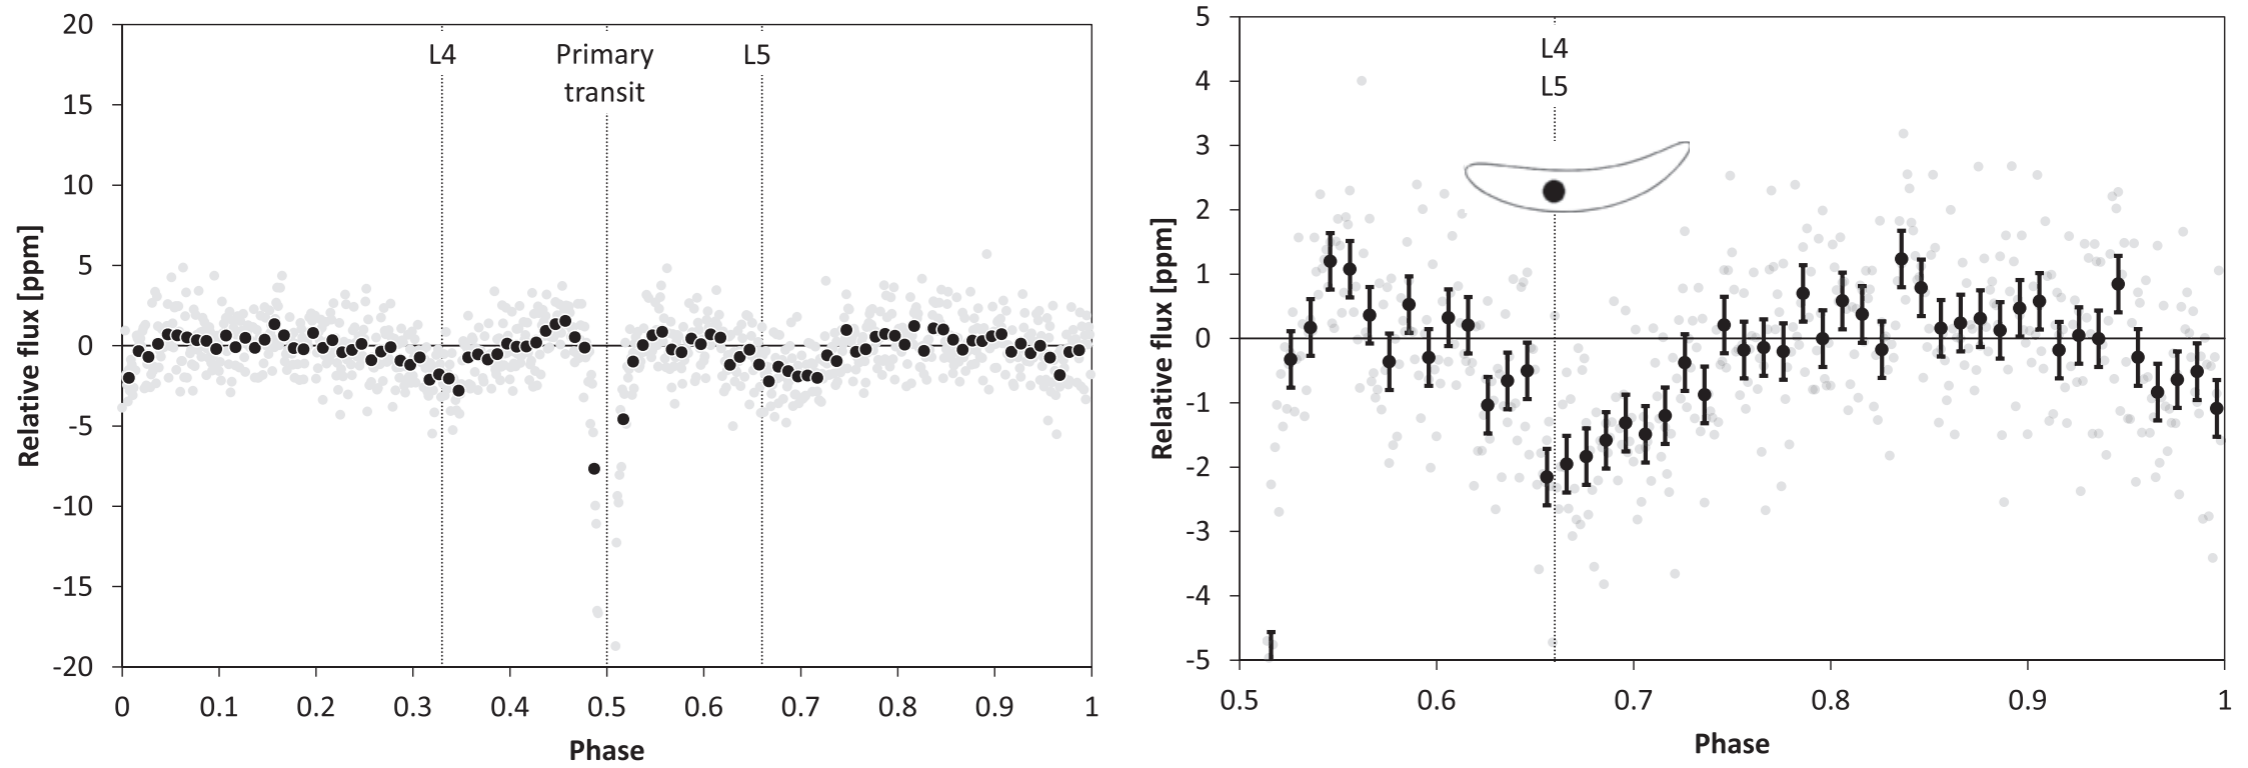 20
15
10
5
0
-5
-10
-15
-20
Relative flux [ppm]
L4
Primary
transit
L5
0 0.1 0.2 0.3 0.4 0.5 0.6 0.7 0.8 0.9 1
Phase
5
4
3
2
1
0
-1
-2
-3
-4
-5
Relative flux [ppm]
L4
L5
0.5 0.6 0.7 0.8 0.9 1
Phase